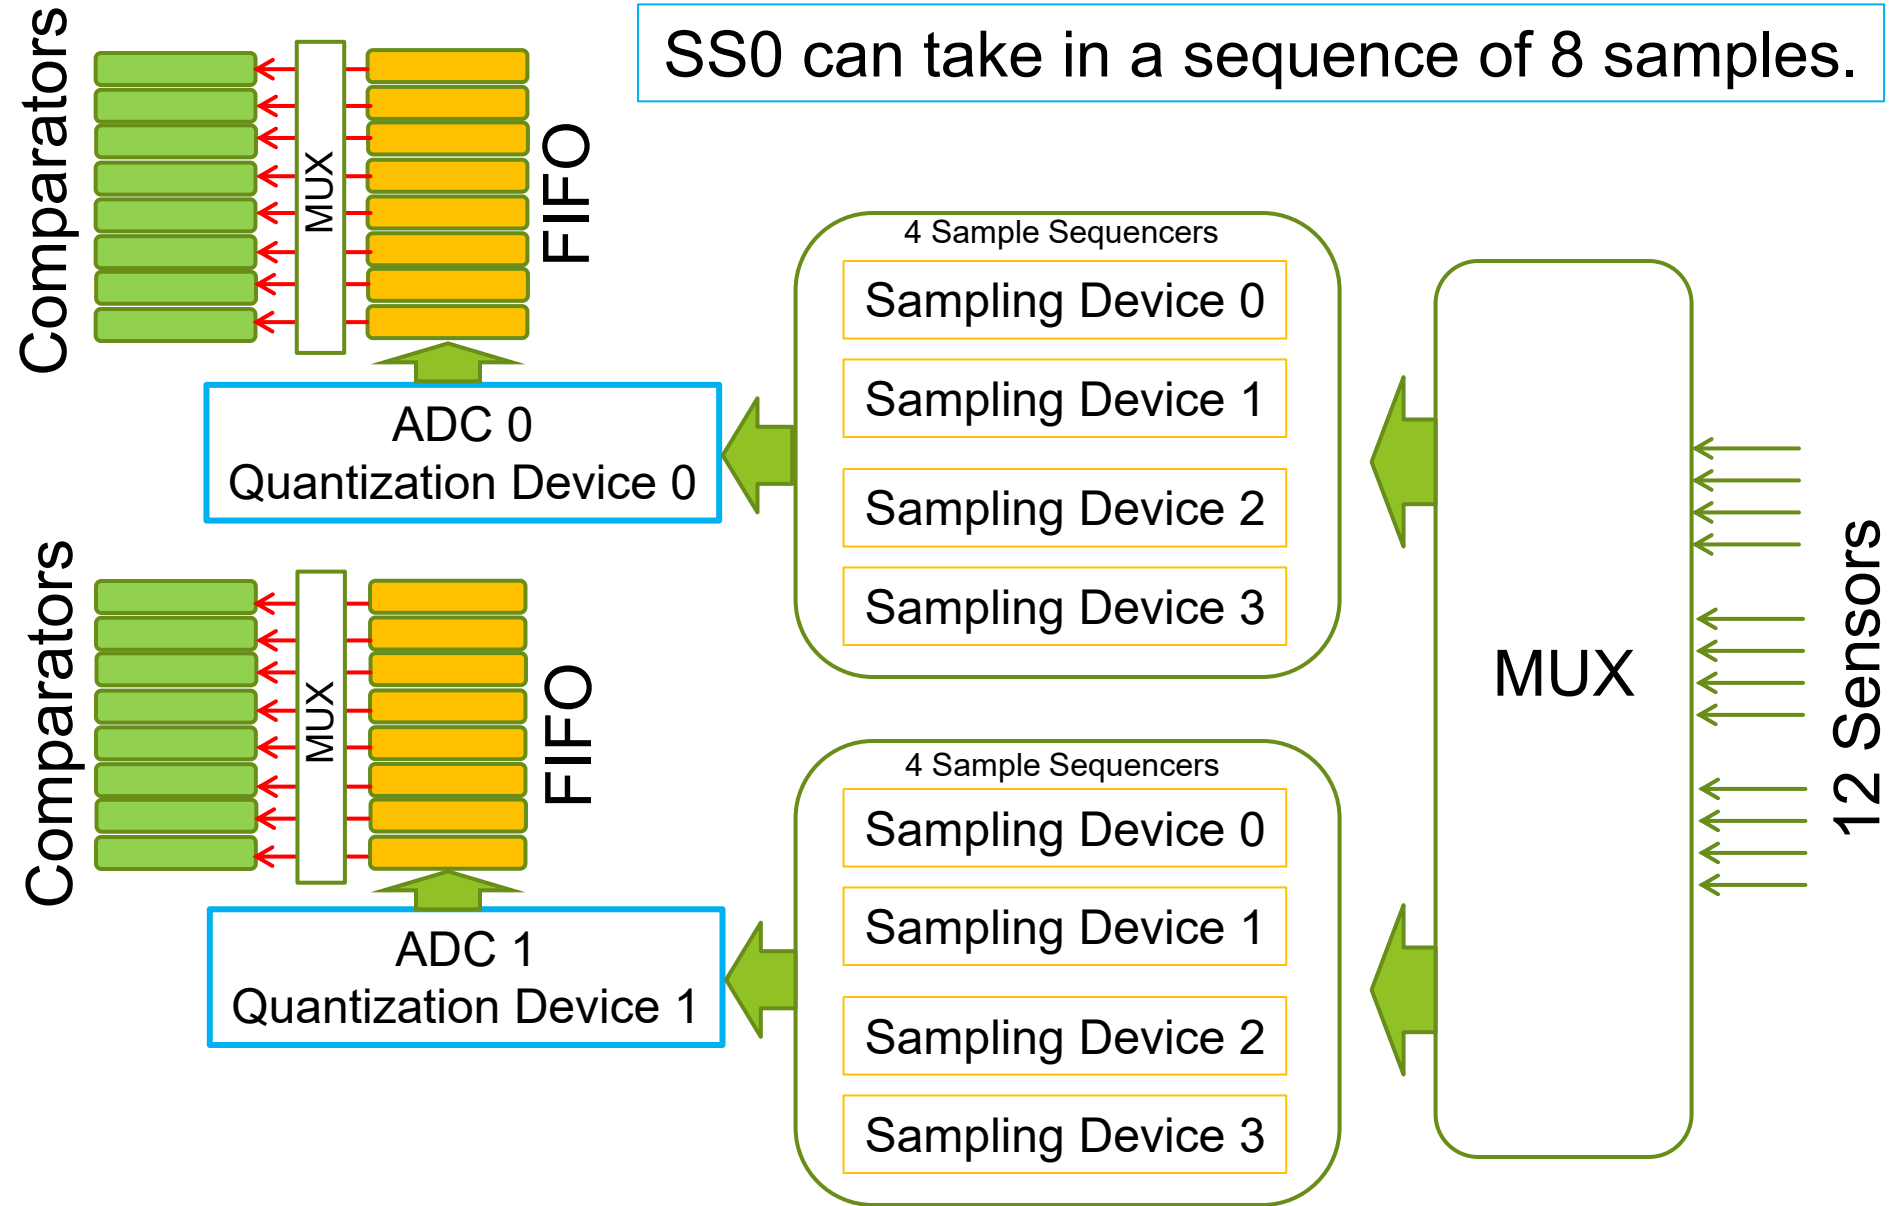 SS0 can take in a sequence of 8 samples.
Comparators
MUX
FIFO
ADC 0
Quantization Device 0
4 Sample Sequencers
Sampling Device 0
Sampling Device 1
Sampling Device 2
Sampling Device 3
MUX
12 Sensors
Comparators
MUX
FIFO
ADC 1
Quantization Device 1
4 Sample Sequencers
Sampling Device 0
Sampling Device 1
Sampling Device 2
Sampling Device 3